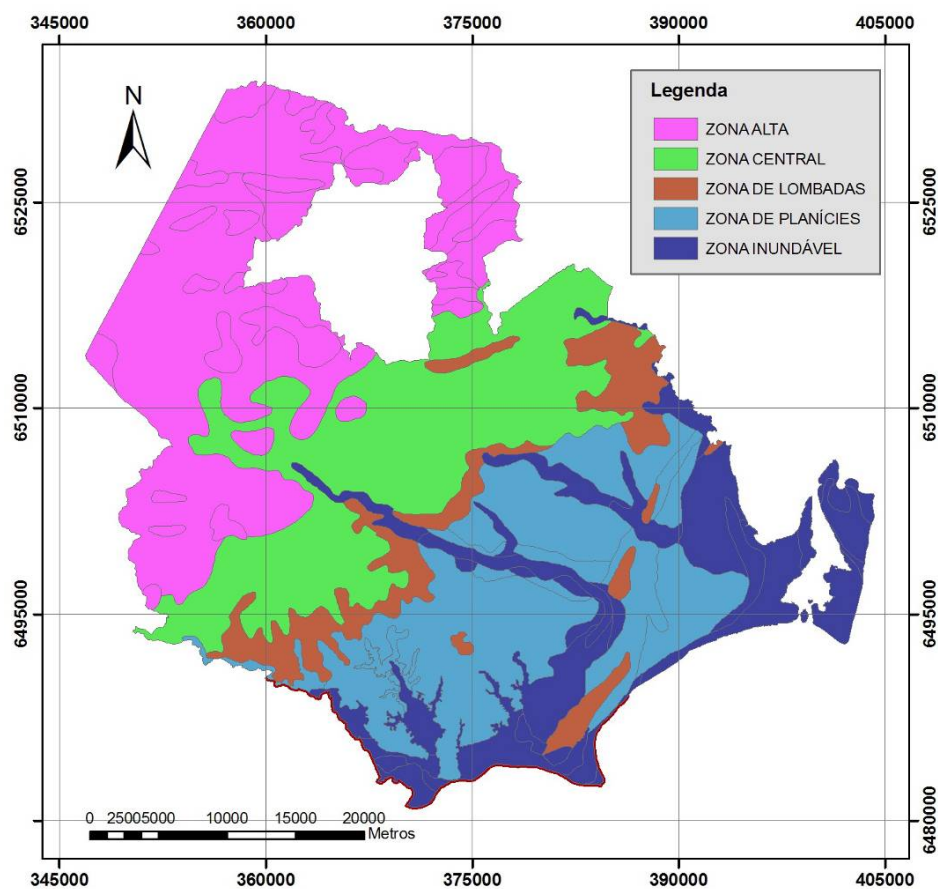 345000 360000 375000 390000 405000
N
Legenda
ZONA ALTA
ZONA CENTRAL
ZONA DE LOMBADAS
ZONA DE PLANÍCIES
ZONA INUNDÁVEL
6525000 6525000
6510000 6510000
6495000 6495000
6480000 6480000
0 25005000 10000 15000 20000
Metros
345000 360000 375000 390000 405000